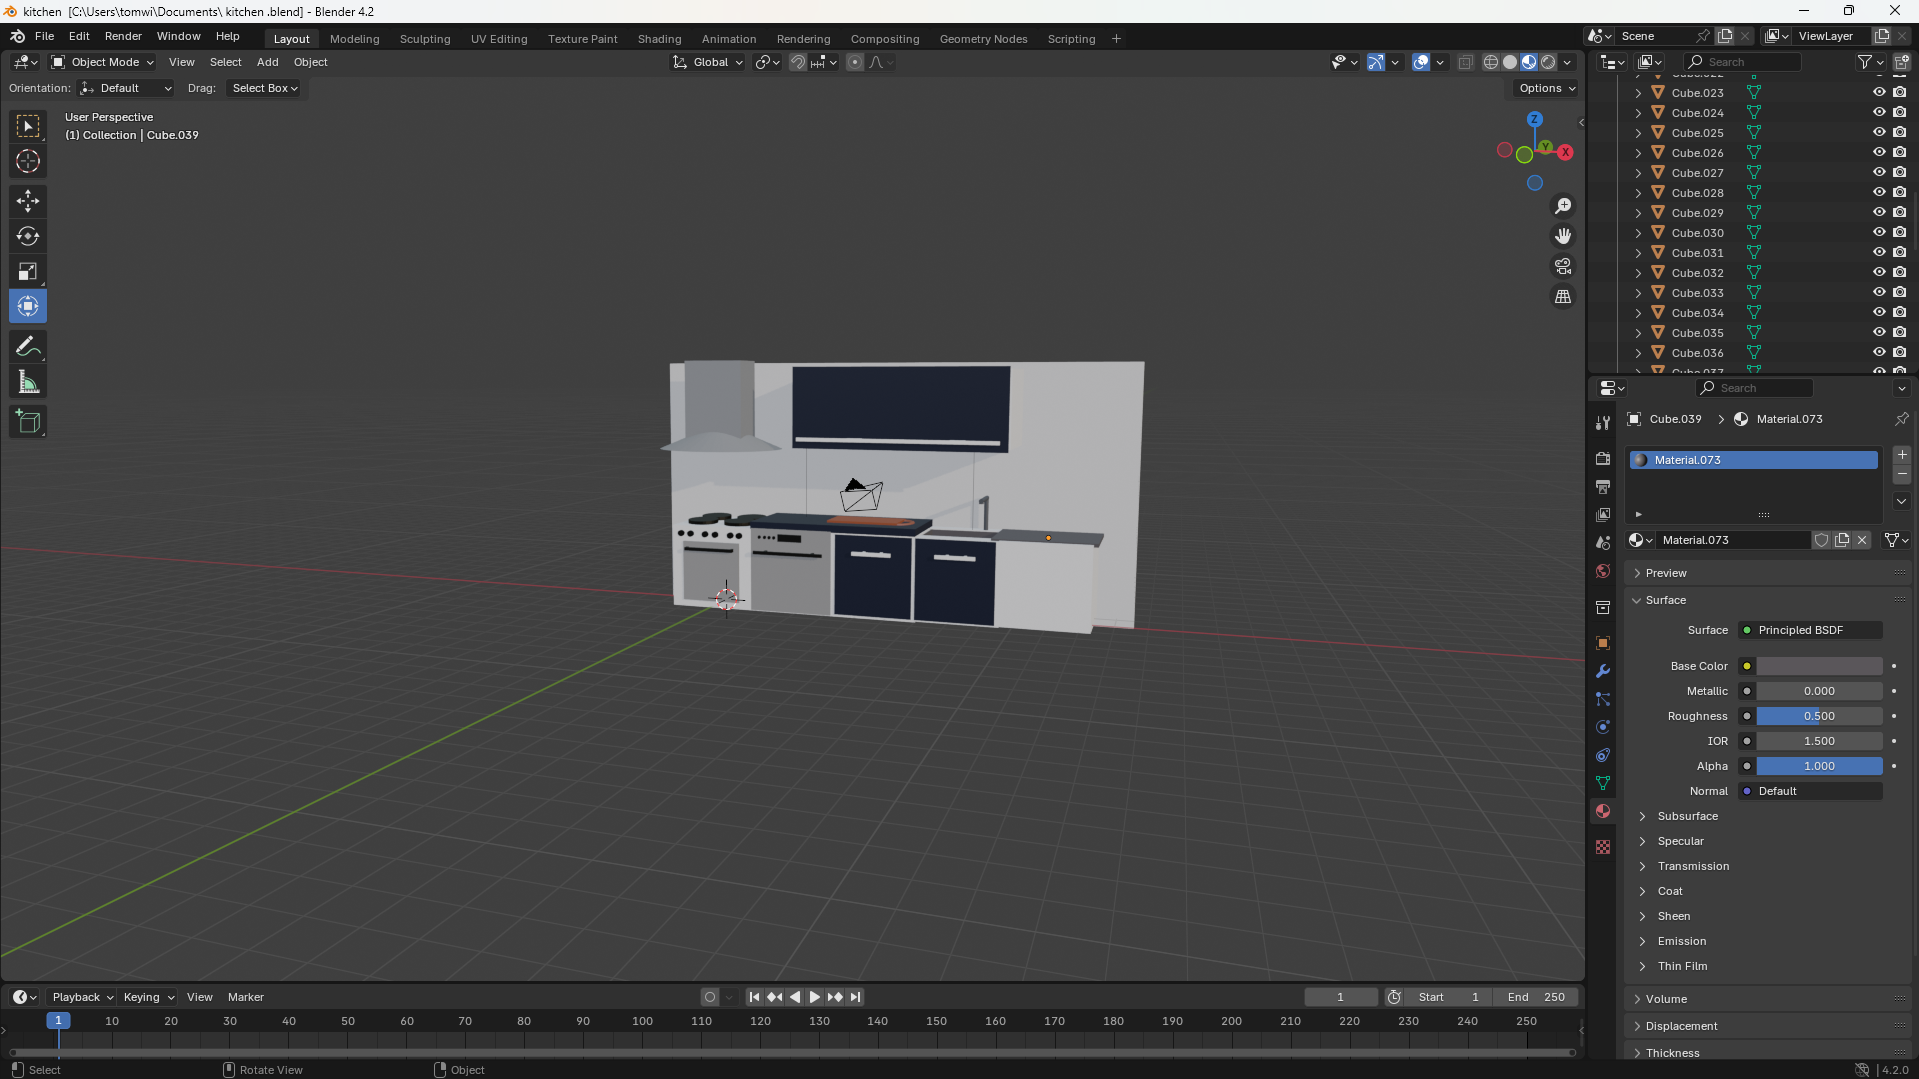 kitchen  [C:\Users\tomwi\Documents\ kitchen .blend] - Blender 4.2
File Edit Render Window Help
Layout Modeling Sculpting UV Editing Texture Paint Shading Animation Rendering Compositing Geometry Nodes Scripting +
Scene
ViewLayer
Object Mode View Select Add Object
Global
Search
Orientation: Default Drag: Select Box
Options
User Perspective
(1) Collection | Cube.039
Z
Y
X
Cube.023
Cube.024
Cube.025
Cube.026
Cube.027
Cube.028
Cube.029
Cube.030
Cube.031
Cube.032
Cube.033
Cube.034
Cube.035
Cube.036
Search
Cube.039 > Material.073
Material.073
Material.073
Preview
Surface
Surface Principled BSDF
Base Color
Metallic 0.000
Roughness 0.500
IOR 1.500
Alpha 1.000
Normal Default
Subsurface
Specular
Transmission
Coat
Sheen
Emission
Thin Film
Volume
Displacement
Thickness
Playback Keying View Marker
1
Start 1
End 250
1 10 20 30 40 50 60 70 80 90 100 110 120 130 140 150 160 170 180 190 200 210 220 230 240 250
Select
Rotate View
Object
4.2.0